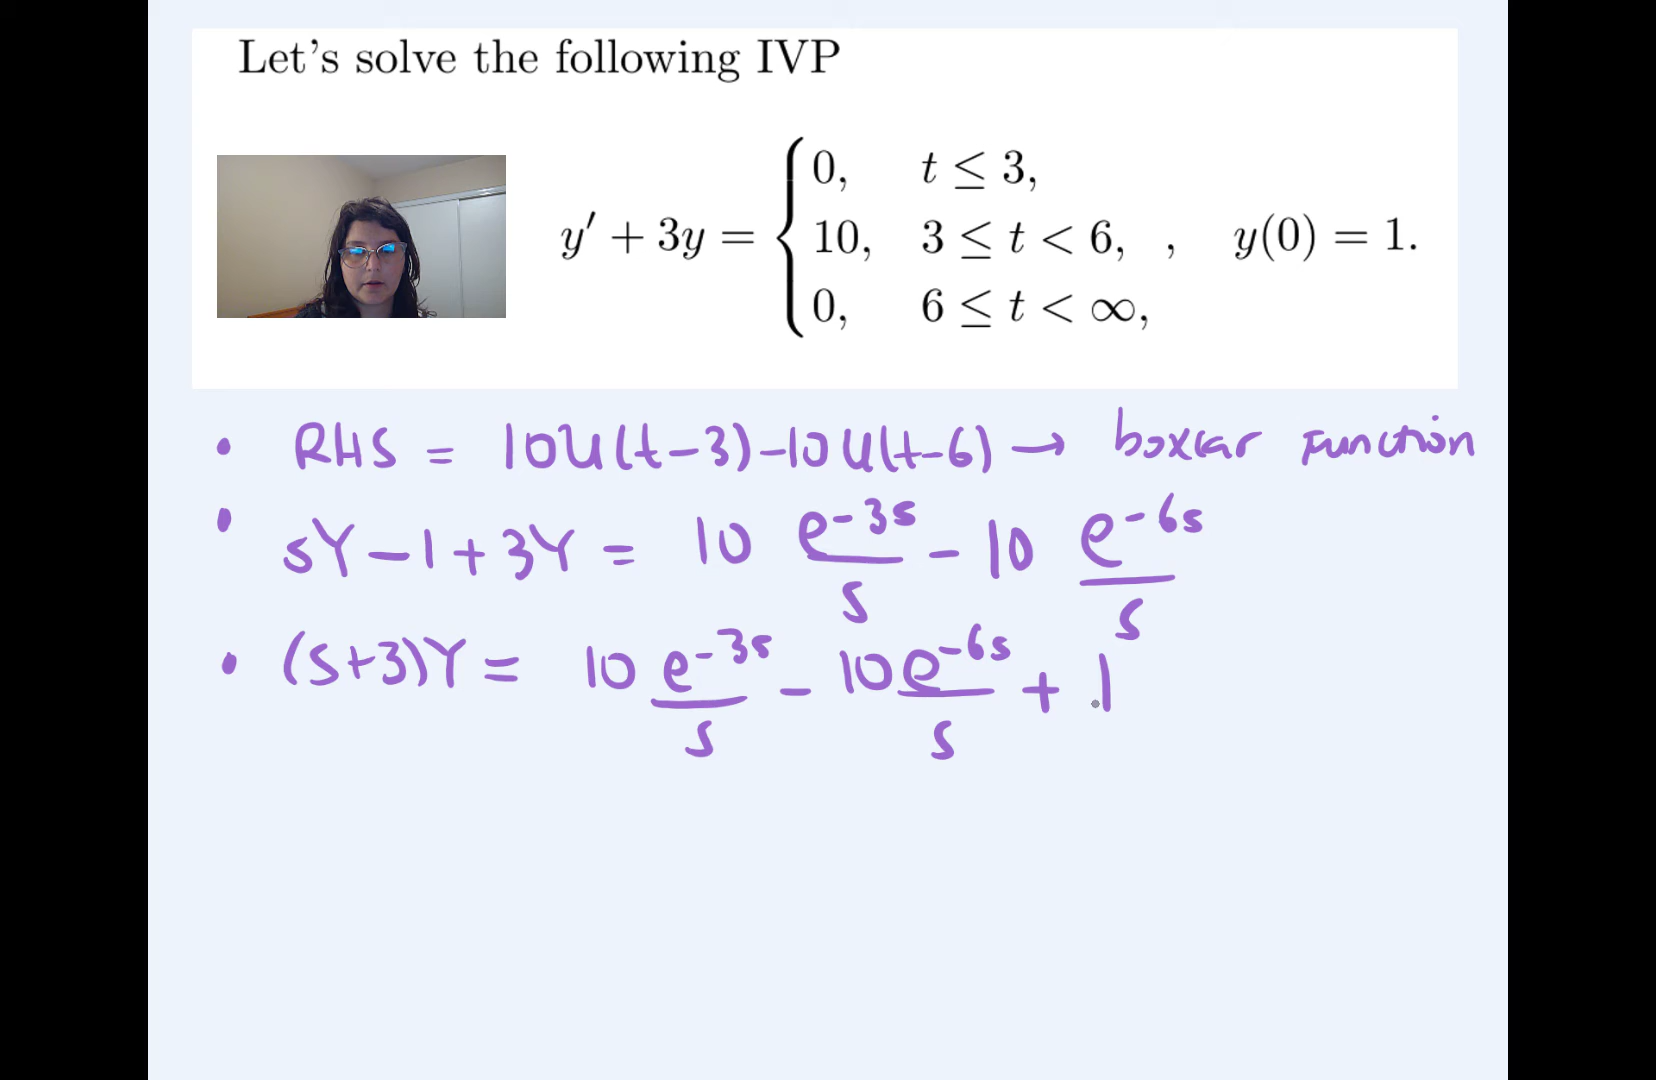 Let's solve the following IVP
y′ + 3y = { 0, t ≤ 3,
10, 3 ≤ t < 6, , y(0) = 1.
0, 6 ≤ t < ∞,
• RHS = 10U(t-3)-10U(t-6) → boxcar function
• sY-1+3Y = 10 e^{-3s}/s - 10 e^{-6s}/s
• (s+3)Y = 10 e^{-3s}/s - 10 e^{-6s}/s + 1